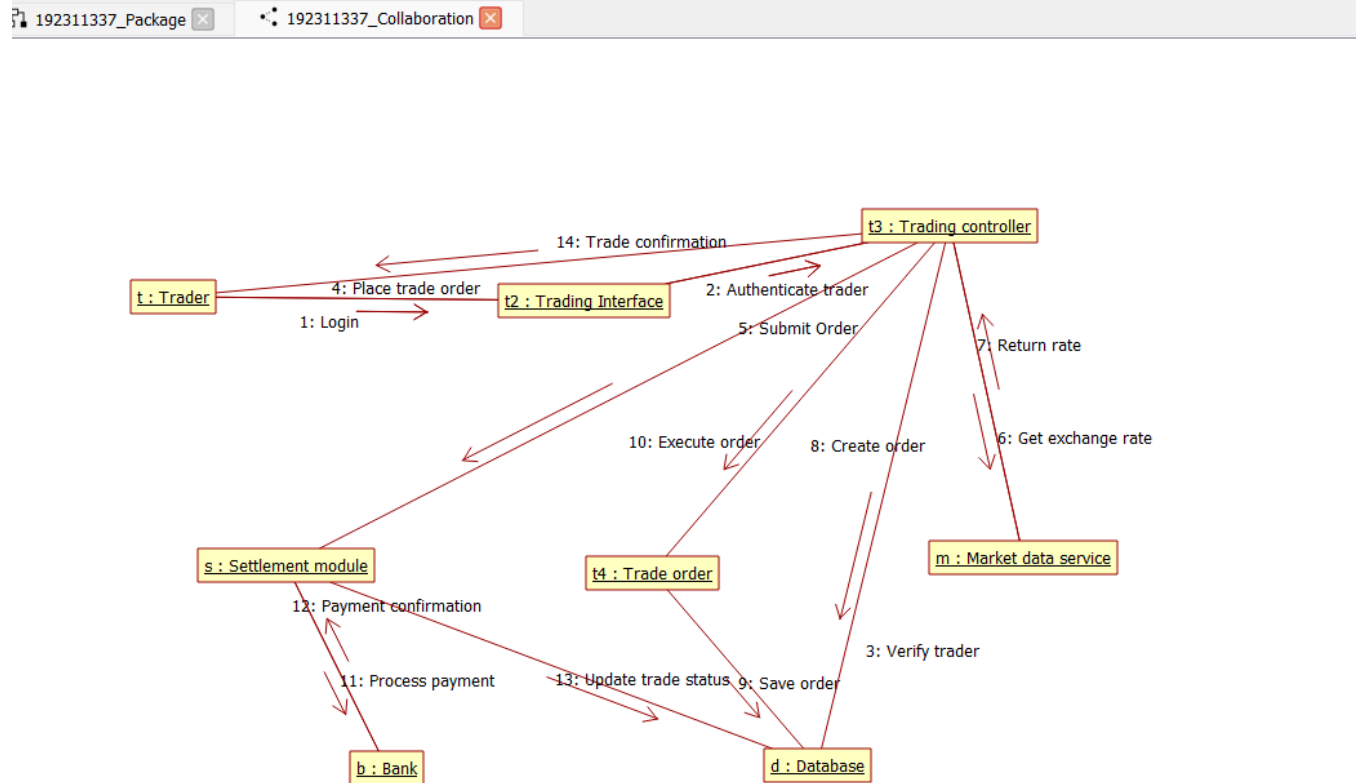 192311337_Package
192311337_Collaboration
t3 : Trading controller
14: Trade confirmation
t : Trader
4: Place trade order
t2 : Trading Interface
2: Authenticate trader
1: Login
5: Submit Order
7: Return rate
10: Execute order
8: Create order
6: Get exchange rate
s : Settlement module
t4 : Trade order
m : Market data service
12: Payment confirmation
3: Verify trader
11: Process payment
13: Update trade status
9: Save order
b : Bank
d : Database